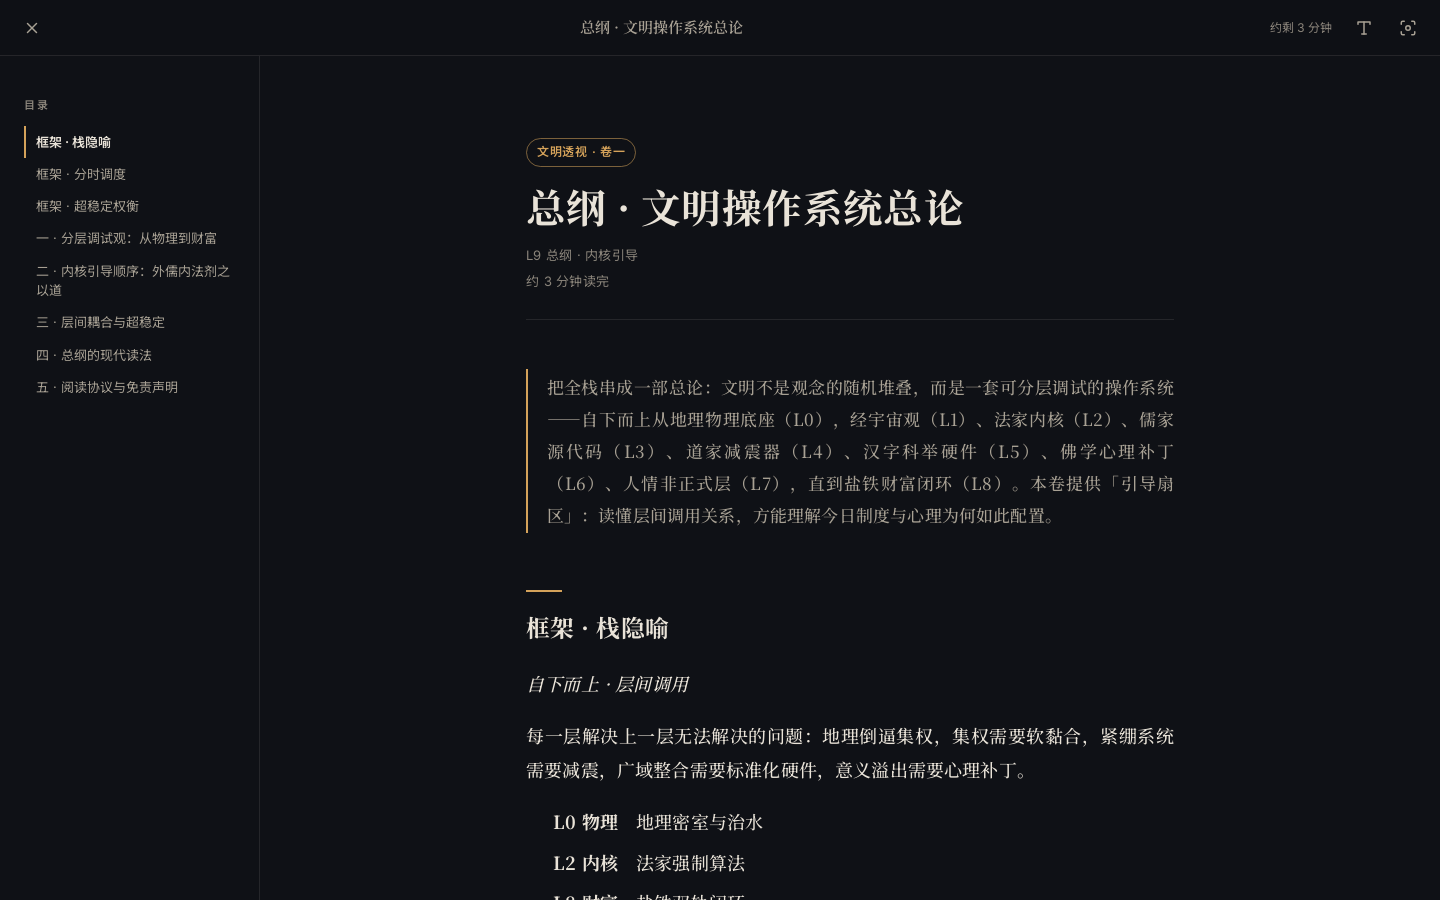 总纲 · 文明操作系统总论
约剩 3 分钟
目录
框架 · 栈隐喻
框架 · 分时调度
框架 · 超稳定权衡
一 · 分层调试观：从物理到财富
二 · 内核引导顺序：外儒内法剂之
以道
三 · 层间耦合与超稳定
四 · 总纲的现代读法
五 · 阅读协议与免责声明
文明透视 · 卷一
总纲 · 文明操作系统总论
L9 总纲 · 内核引导
约 3 分钟读完
把全栈串成一部总论：文明不是观念的随机堆叠，而是一套可分层调试的操作系统
——自下而上从地理物理底座（L0），经宇宙观（L1）、法家内核（L2）、儒家
源代码（L3）、道家减震器（L4）、汉字科举硬件（L5）、佛学心理补丁
（L6）、人情非正式层（L7），直到盐铁财富闭环（L8）。本卷提供「引导扇
区」：读懂层间调用关系，方能理解今日制度与心理为何如此配置。
框架 · 栈隐喻
自下而上 · 层间调用
每一层解决上一层无法解决的问题：地理倒逼集权，集权需要软黏合，紧绷系统
需要减震，广域整合需要标准化硬件，意义溢出需要心理补丁。
L0 物理 地理密室与治水
L2 内核 法家强制算法